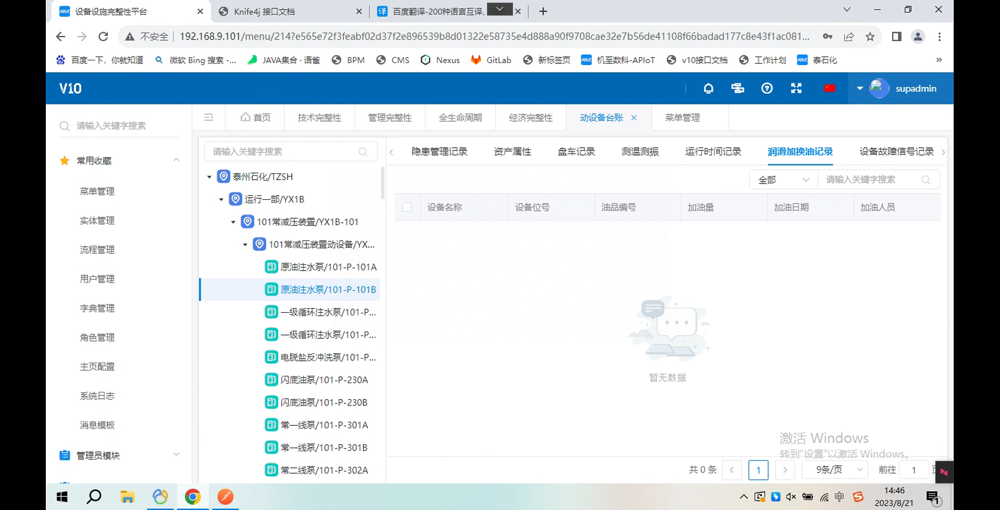 设备设施完整性平台
Knife4j 接口文档
百度翻译-200种语言互译、
不安全
192.168.9.101/menu/214?e565e72f3feabf02d37f2e896539b8d01322e58735e4d888a90f9708cae32e7b56de41108f66badad177c8e43f1ac081...
百度一下，你就知道
微软 Bing 搜索 -...
JAVA集合 · 语雀
BPM
CMS
Nexus
GitLab
新标签页
机至数科-APIoT
v10接口文档
工作计划
泰石化
V10
supadmin
请输入关键字搜索
首页
技术完整性
管理完整性
全生命周期
经济完整性
动设备台账
菜单管理
常用收藏
菜单管理
实体管理
流程管理
用户管理
字典管理
角色管理
主页配置
系统日志
消息模板
管理员模块
请输入关键字搜索
泰州石化/TZSH
运行一部/YX1B
101常减压装置/YX1B-101
101常减压装置动设备/YX...
原油注水泵/101-P-101A
原油注水泵/101-P-101B
一级循环注水泵/101-P...
一级循环注水泵/101-P...
电脱盐反冲洗泵/101-P...
闪底油泵/101-P-230A
闪底油泵/101-P-230B
常一线泵/101-P-301A
常一线泵/101-P-301B
常二线泵/101-P-302A
隐患管理记录
资产属性
盘车记录
测温测振
运行时间记录
润滑加换油记录
设备故障信号记录
全部
请输入关键字搜索
设备名称
设备位号
油品编号
加油量
加油日期
加油人员
暂无数据
激活 Windows
转到"设置"以激活 Windows。
共 0 条
1
9条/页
前往
1
中
14:46
2023/8/21
1